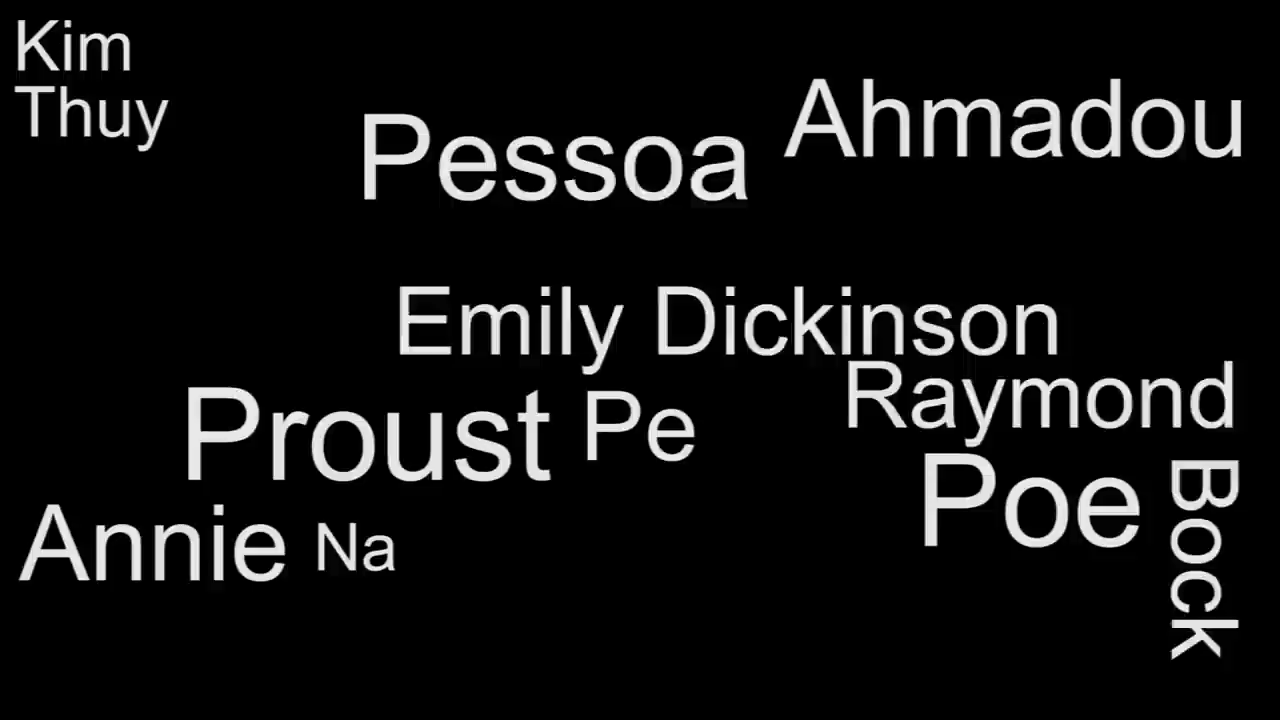 Kim
Thuy
Pessoa
Ahmadou
Emily Dickinson
Raymond
Proust
Pe
Poe
Bock
Annie
Na